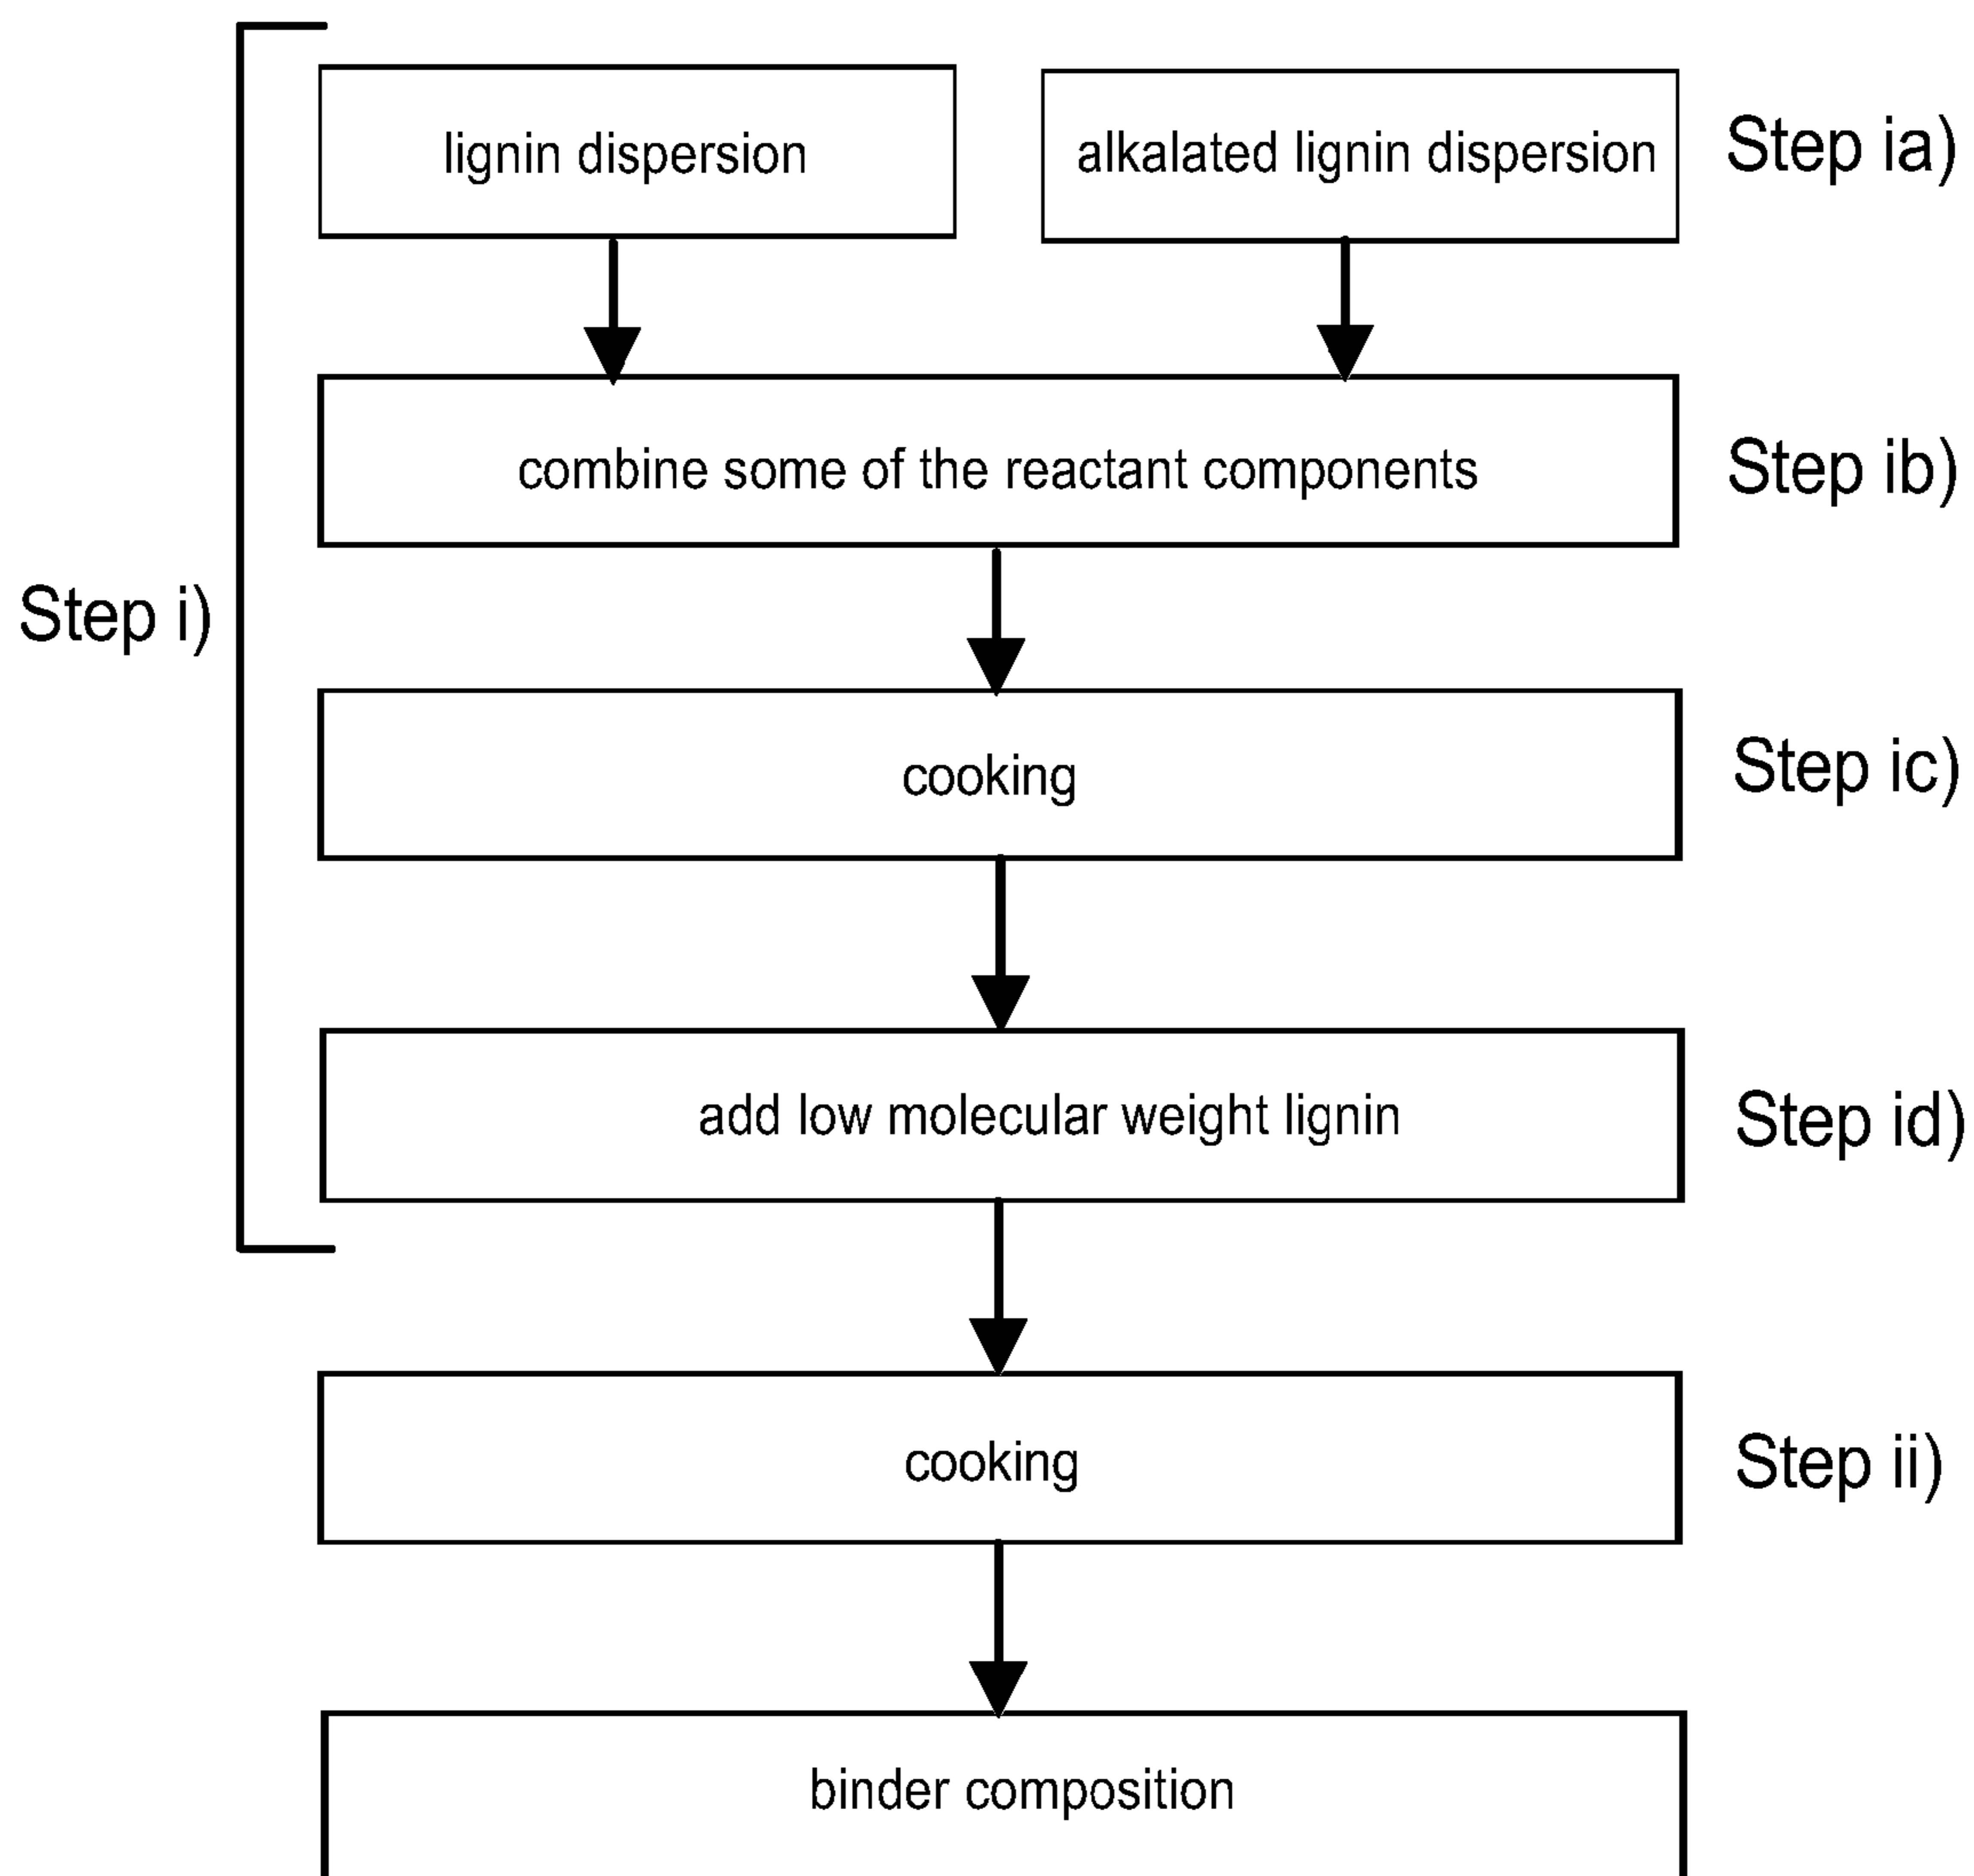 lignin dispersion
alkalated lignin dispersion
Step ia)
combine some of the reactant components
Step ib)
Step i)
cooking
Step ic)
add low molecular weight lignin
Step id)
cooking
Step ii)
binder composition